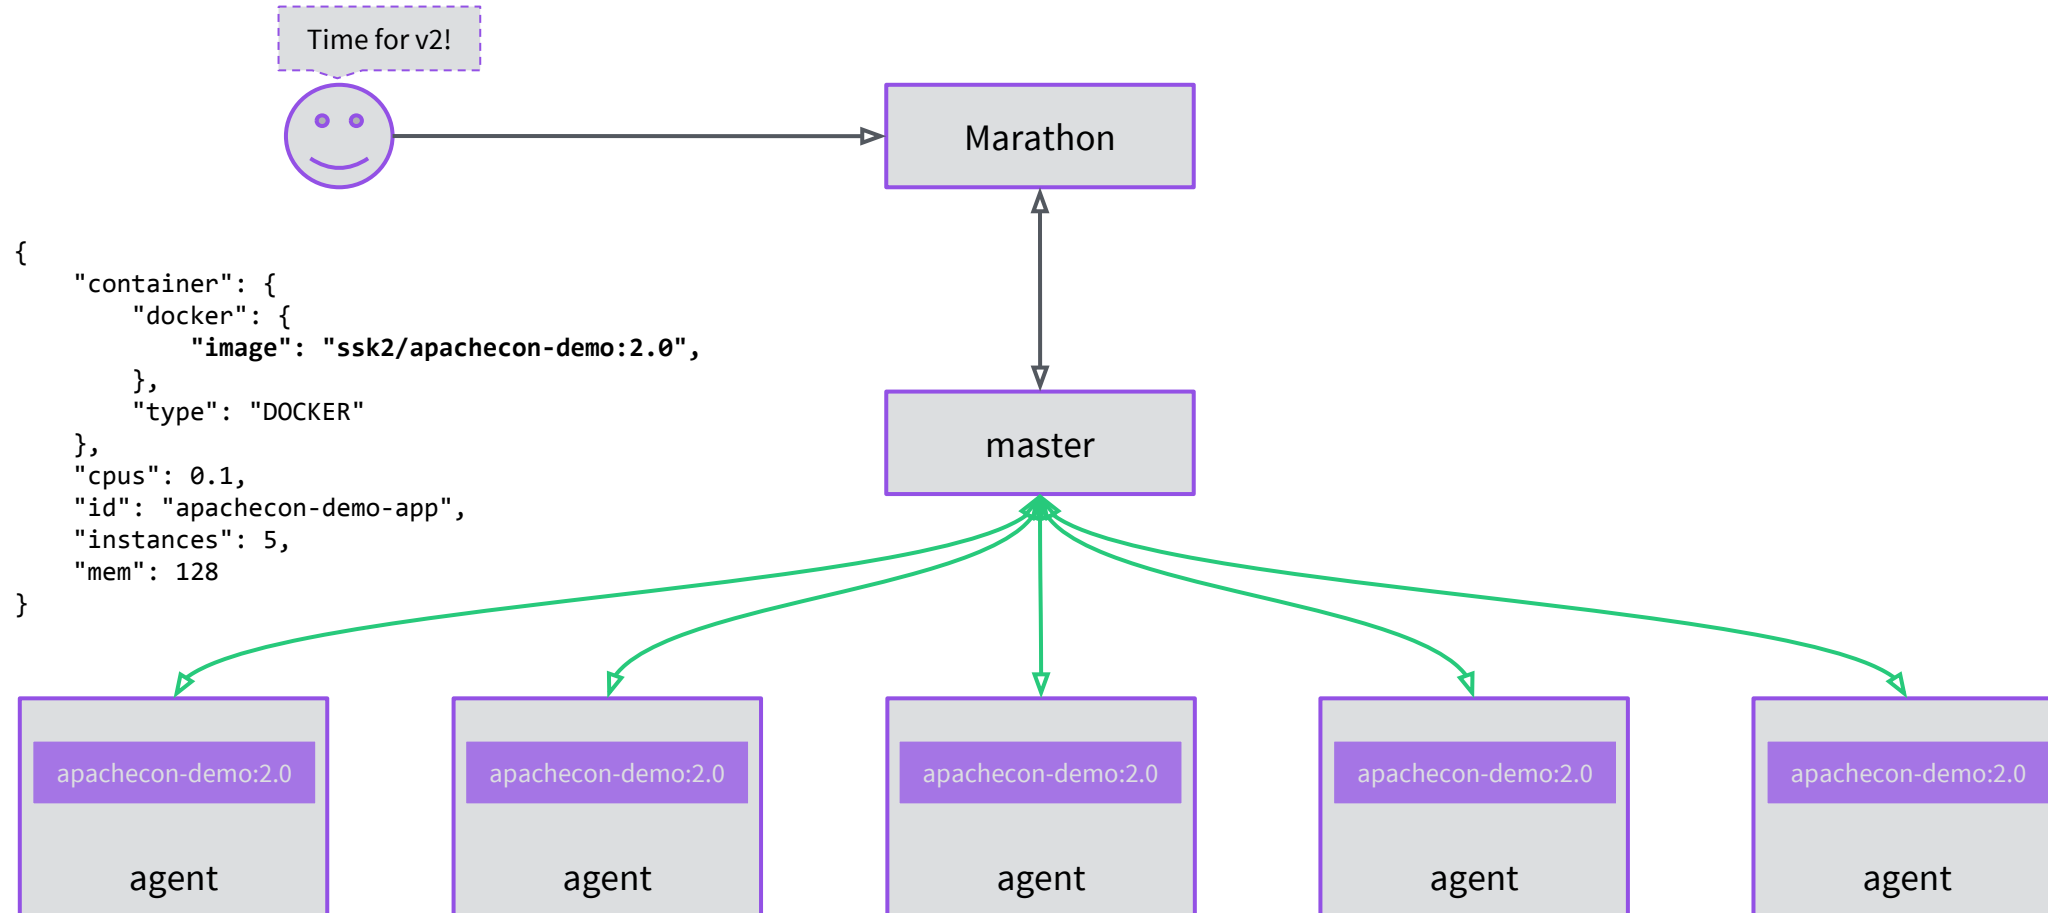 Time for v2!
Marathon
{
    "container": {
        "docker": {
            "image": "ssk2/apachecon-demo:2.0",
        },
        "type": "DOCKER"
    },
    "cpus": 0.1,
    "id": "apachecon-demo-app",
    "instances": 5,
    "mem": 128
}
master
apachecon-demo:2.0
agent
apachecon-demo:2.0
agent
apachecon-demo:2.0
agent
apachecon-demo:2.0
agent
apachecon-demo:2.0
agent